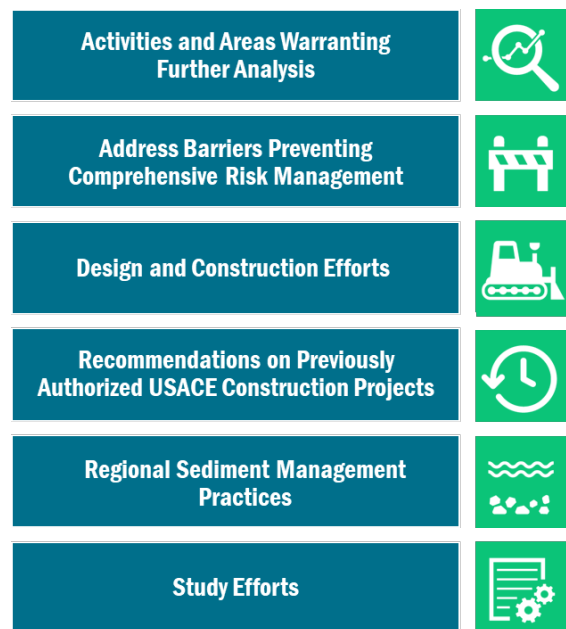 Activities and Areas Warranting
Further Analysis
Address Barriers Preventing
Comprehensive Risk Management
Design and Construction Efforts
Recommendations on Previously
Authorized USACE Construction Projects
Regional Sediment Management
Practices
Study Efforts